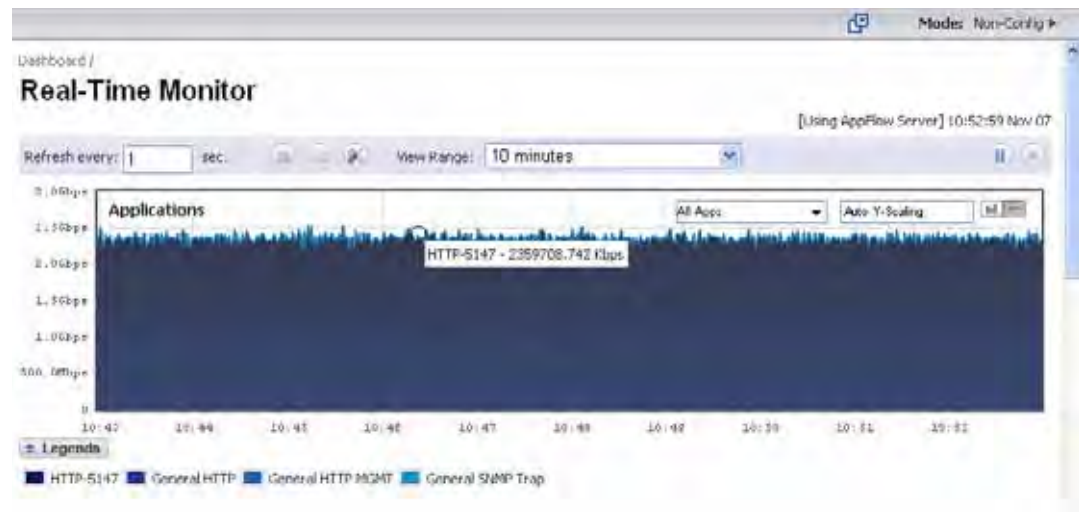 Mode: Non-Config
Dashboard /
Real-Time Monitor
[Using AppFlow Server] 10:52:59 Nov 07
Refresh every: 1 sec. View Range: 10 minutes
Applications All Apps Auto Y-Scaling
HTTP-5147 - 2359708.742 Kbps
2.0Gbps
1.5Gbps
1.0Gbps
500.0Mbps
0
10:43 10:44 10:45 10:46 10:47 10:48 10:49 10:50 10:51 10:52
Legends
HTTP-5147 General HTTP General HTTP MGMT General SNMP Trap